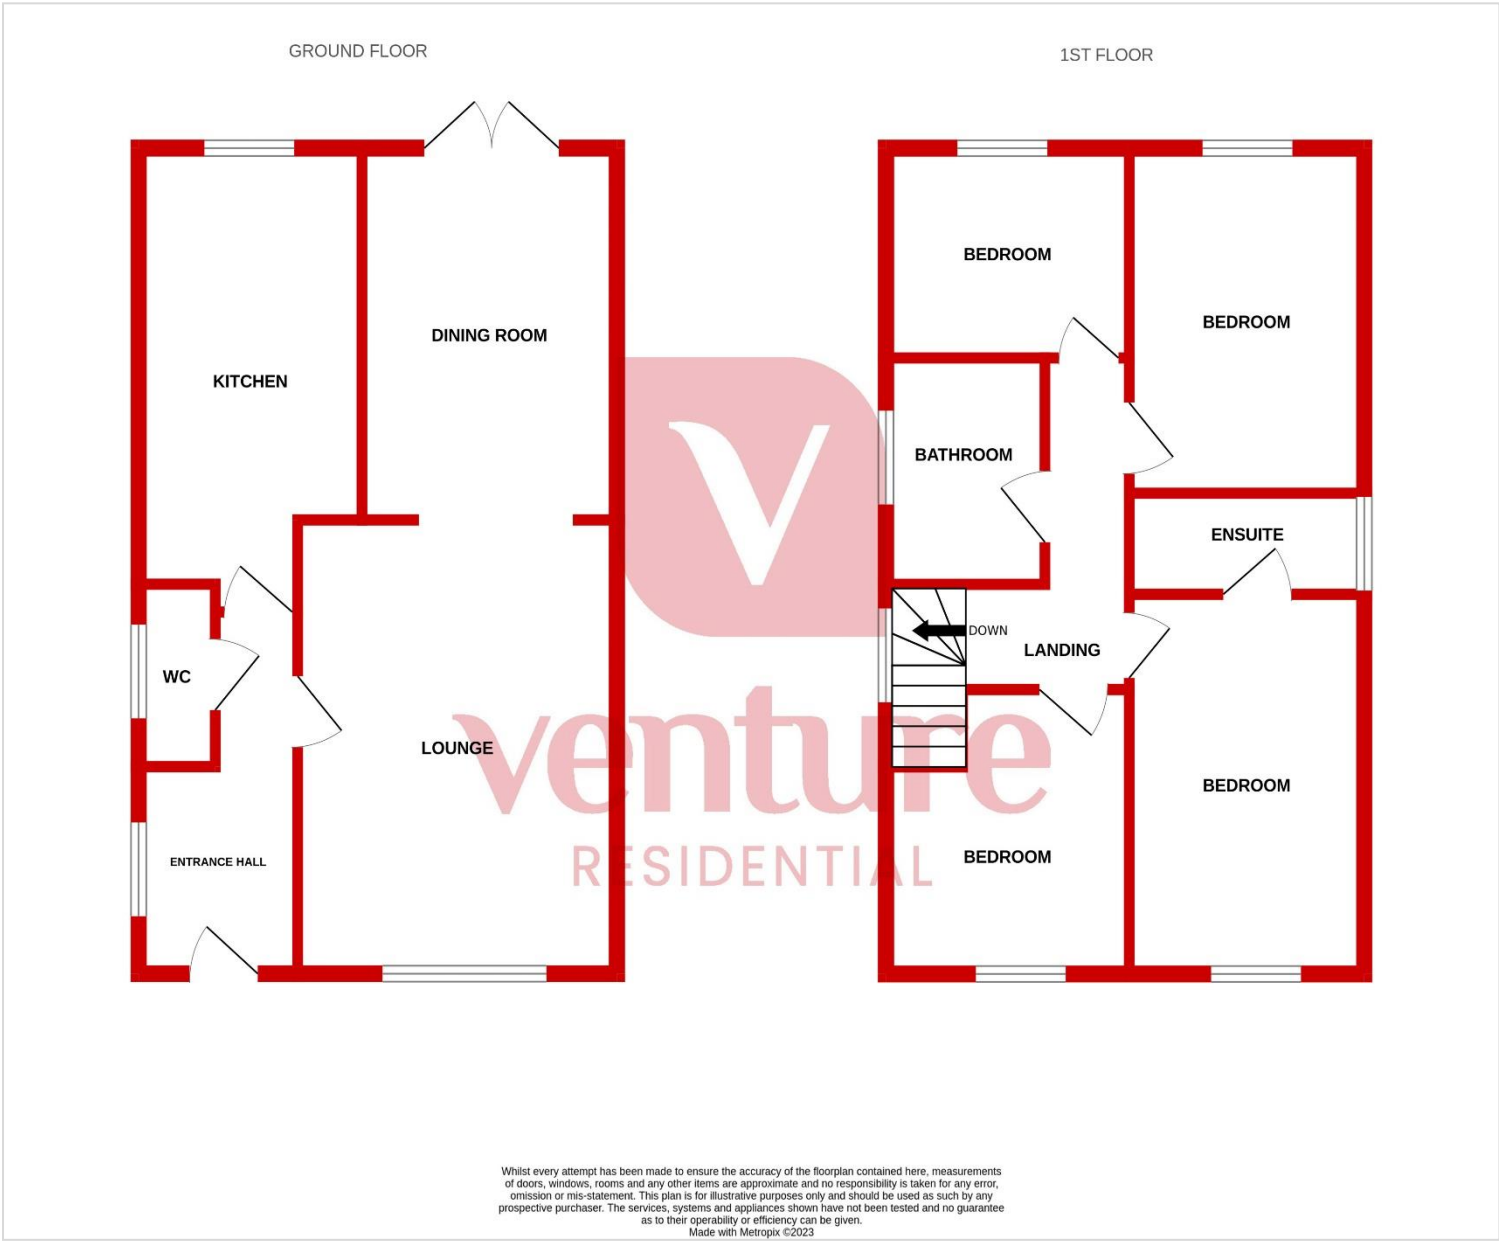 GROUND FLOOR
1ST FLOOR
BEDROOM
BEDROOM
DINING ROOM
KITCHEN
BATHROOM
ENSUITE
DOWN
LANDING
WC
LOUNGE
venture
RESIDENTIAL
BEDROOM
BEDROOM
ENTRANCE HALL
Whilst every attempt has been made to ensure the accuracy of the floorplan contained here, measurements
of doors, windows, rooms and any other items are approximate and no responsibility is taken for any error,
omission or mis-statement. This plan is for illustrative purposes only and should be used as such by any
prospective purchaser. The services, systems and appliances shown have not been tested and no guarantee
as to their operability or efficiency can be given.
Made with Metropix ©2023